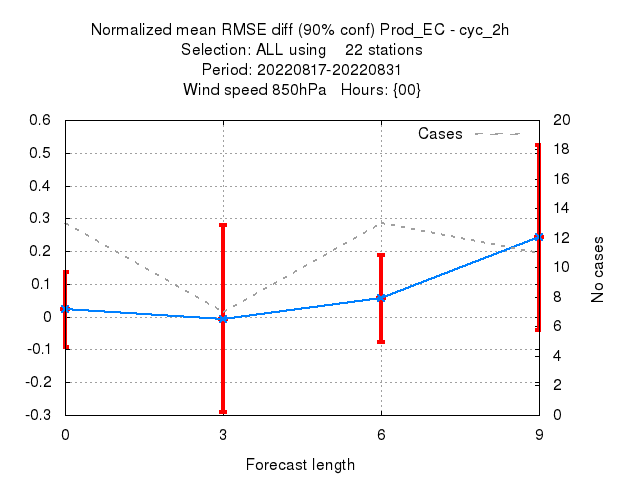 Normalized mean RMSE diff (90% conf) Prod_EC - cyc_2h
Selection: ALL using    22 stations
Period: 20220817-20220831
Wind speed 850hPa   Hours: {00}
Cases
0.6
0.5
0.4
0.3
0.2
0.1
0
-0.1
-0.2
-0.3
20
18
16
14
12
10
8
6
4
2
0
No cases
0 3 6 9
Forecast length